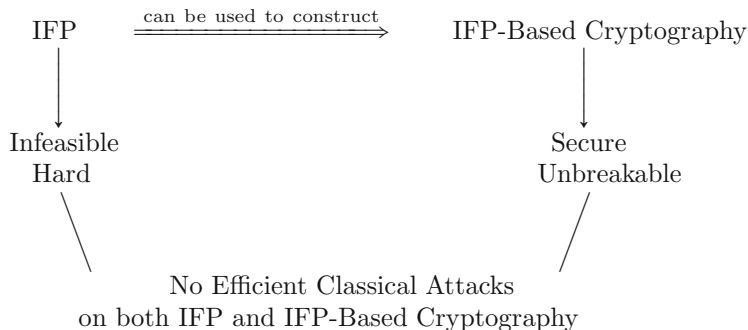 can be used to construct
IFP
IFP-Based Cryptography
Infeasible
Hard
Secure
Unbreakable
No Efficient Classical Attacks
on both IFP and IFP-Based Cryptography